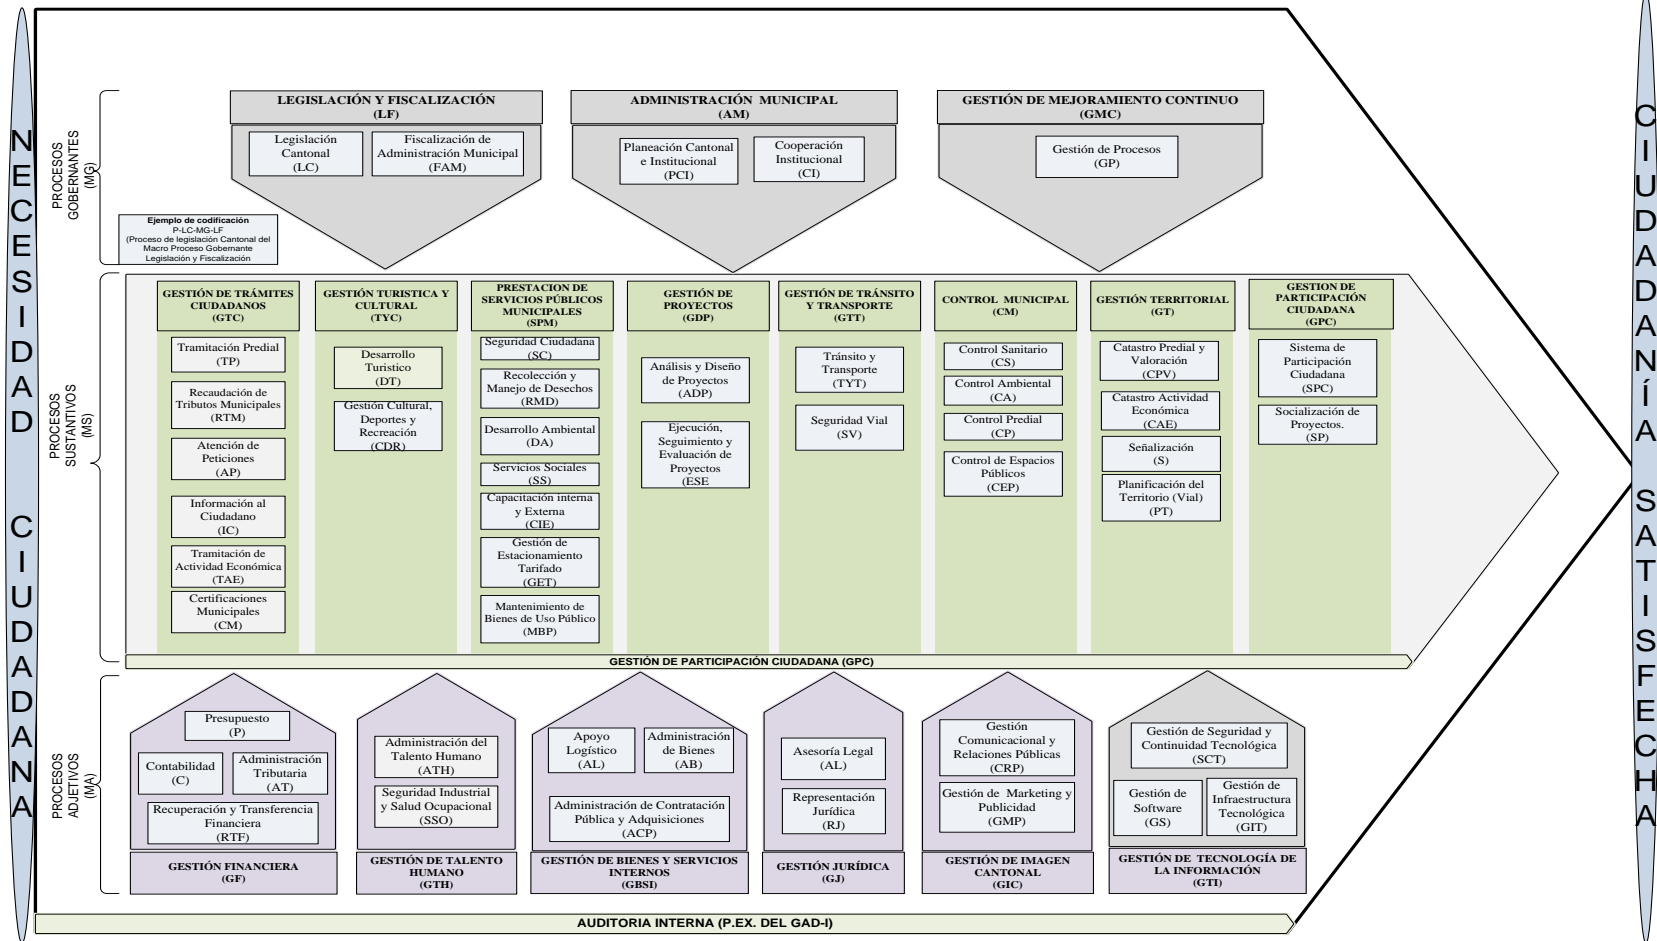 NECESIDAD CIUDADANA
PROCESOS
GOBERNANTES
(MG)
LEGISLACIÓN Y FISCALIZACIÓN
(LF)
Legislación
Cantonal
(LC)
Fiscalización de
Administración Municipal
(FAM)
ADMINISTRACIÓN MUNICIPAL
(AM)
Planeación Cantonal
e Institucional
(PCI)
Cooperación
Institucional
(CI)
GESTIÓN DE MEJORAMIENTO CONTINUO
(GMC)
Gestión de Procesos
(GP)
Ejemplo de codificación
P-LC-MG-LF
(Proceso de legislación Cantonal del
Macro Proceso Gobernante
Legislación y Fiscalización
PROCESOS
SUSTANTIVOS
(MS)
GESTIÓN DE TRÁMITES
CIUDADANOS
(GTC)
Tramitación Predial
(TP)
Recaudación de
Tributos Municipales
(RTM)
Atención de
Peticiones
(AP)
Información al
Ciudadano
(IC)
Tramitación de
Actividad Económica
(TAE)
Certificaciones
Municipales
(CM)
GESTIÓN TURISTICA Y
CULTURAL
(TYC)
Desarrollo
Turistico
(DT)
Gestión Cultural,
Deportes y
Recreación
(CDR)
PRESTACION DE
SERVICIOS PÚBLICOS
MUNICIPALES
(SPM)
Seguridad Ciudadana
(SC)
Recolección y
Manejo de Desechos
(RMD)
Desarrollo Ambiental
(DA)
Servicios Sociales
(SS)
Capacitación interna
y Externa
(CIE)
Gestión de
Estacionamiento
Tarifado
(GET)
Mantenimiento de
Bienes de Uso Público
(MBP)
GESTIÓN DE
PROYECTOS
(GDP)
Análisis y Diseño
de Proyectos
(ADP)
Ejecución,
Seguimiento y
Evaluación de
Proyectos
(ESE
GESTIÓN DE TRÁNSITO
Y TRANSPORTE
(GTT)
Tránsito y
Transporte
(TYT)
Seguridad Vial
(SV)
CONTROL MUNICIPAL
(CM)
Control Sanitario
(CS)
Control Ambiental
(CA)
Control Predial
(CP)
Control de Espacios
Públicos
(CEP)
GESTIÓN TERRITORIAL
(GT)
Catastro Predial y
Valoración
(CPV)
Catastro Actividad
Económica
(CAE)
Señalización
(S)
Planificación del
Territorio (Vial)
(PT)
GESTION DE
PARTICIPACIÓN
CIUDADANA
(GPC)
Sistema de
Participación
Ciudadana
(SPC)
Socialización de
Proyectos.
(SP)
GESTIÓN DE PARTICIPACIÓN CIUDADANA (GPC)
PROCESOS
ADJETIVOS
(MA)
Presupuesto
(P)
Contabilidad
(C)
Administración
Tributaria
(AT)
Recuperación y Transferencia
Financiera
(RTF)
GESTIÓN FINANCIERA
(GF)
Administración del
Talento Humano
(ATH)
Seguridad Industrial
y Salud Ocupacional
(SSO)
GESTIÓN DE TALENTO
HUMANO
(GTH)
Apoyo
Logístico
(AL)
Administración
de Bienes
(AB)
Administración de Contratación
Pública y Adquisiciones
(ACP)
GESTIÓN DE BIENES Y SERVICIOS
INTERNOS
(GBSI)
Asesoría Legal
(AL)
Representación
Jurídica
(RJ)
GESTIÓN JURÍDICA
(GJ)
Gestión
Comunicacional y
Relaciones Públicas
(CRP)
Gestión de Marketing y
Publicidad
(GMP)
GESTIÓN DE IMAGEN
CANTONAL
(GIC)
Gestión de Seguridad y
Continuidad Tecnológica
(SCT)
Gestión de
Software
(GS)
Gestión de
Infraestructura
Tecnológica
(GIT)
GESTIÓN DE TECNOLOGÍA DE
LA INFORMACIÓN
(GTI)
AUDITORIA INTERNA (P.EX. DEL GAD-I)
CIUDADANÍA SATISFECHA